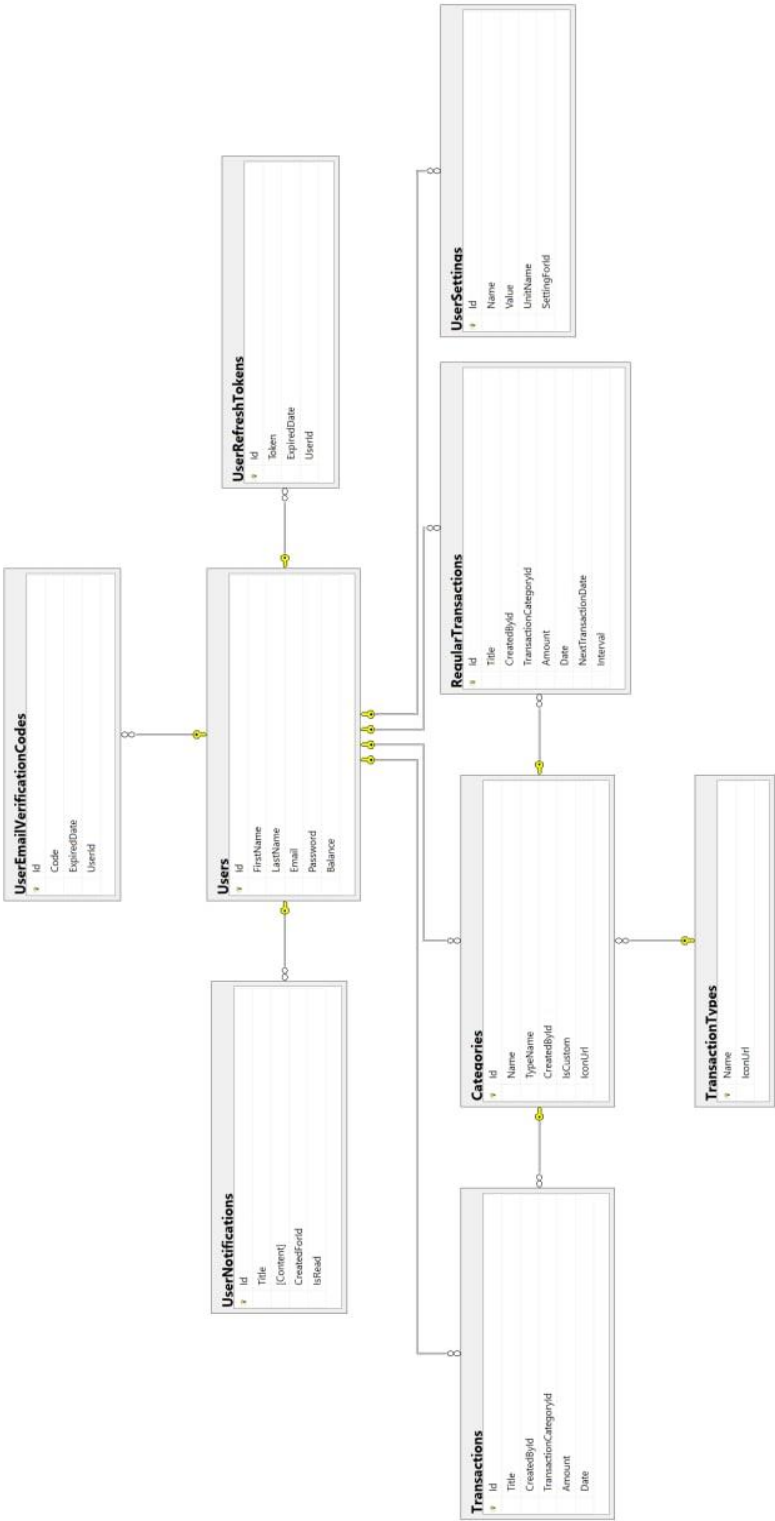 UserEmailVerificationCodes
Id
Code
ExpiredDate
UserId
UserNotifications
Id
Title
[Content]
CreatedForId
IsRead
Users
Id
FirstName
LastName
Email
Password
Balance
UserRefreshTokens
Id
Token
ExpiredDate
UserId
Transactions
Id
Title
CreatedById
TransactionCategoryId
Amount
Date
Categories
Id
Name
TypeName
CreatedById
IsCustom
IconUrl
RegularTransactions
Id
Title
CreatedById
TransactionCategoryId
Amount
Date
NextTransactionDate
Interval
UserSettings
Id
Name
Value
UnitName
SettingForId
TransactionTypes
Name
IconUrl